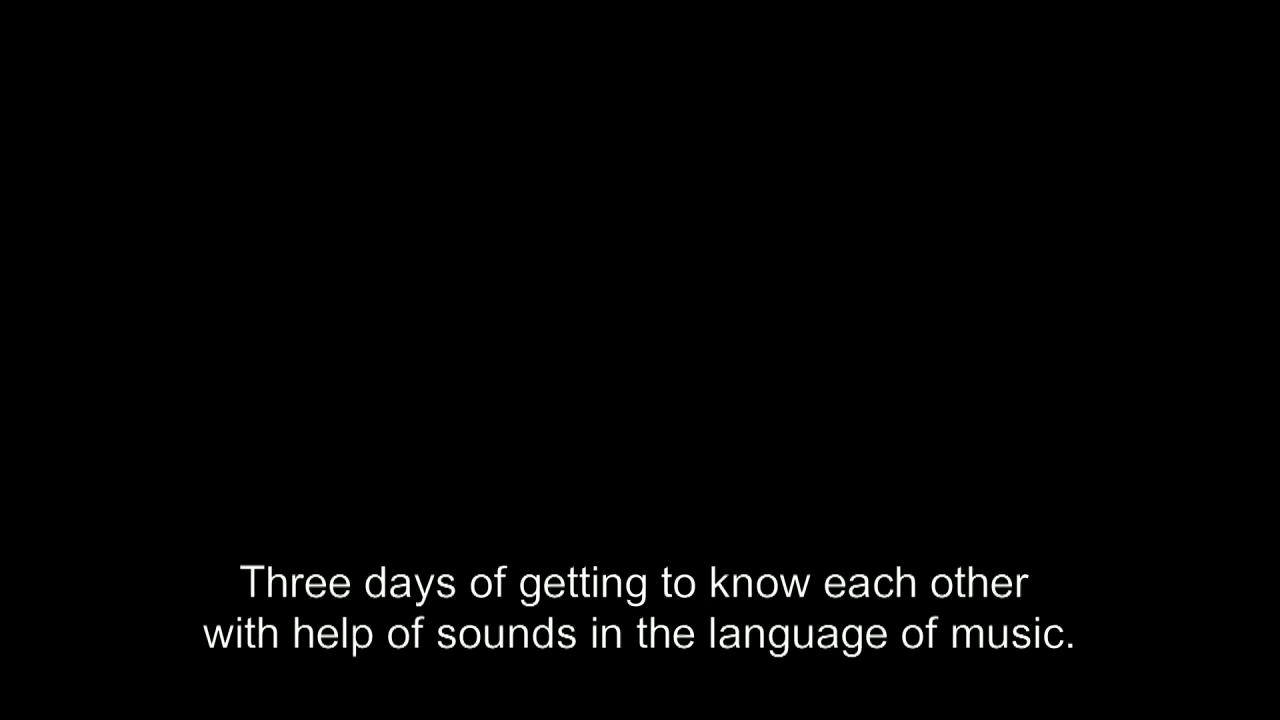 Three days of getting to know each other
with help of sounds in the language of music.